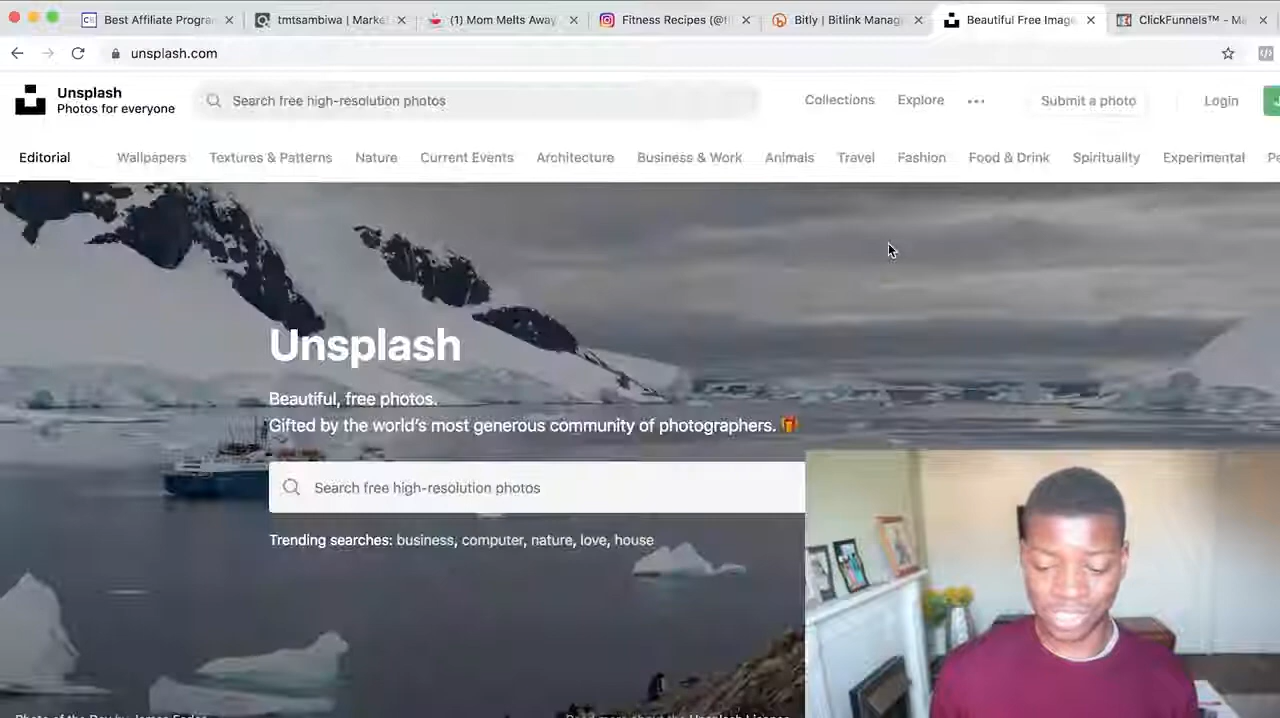 Best Affiliate Progra
tmtsambiwa | Market
(1) Mom Melts Away
Fitness Recipes (@
Bitly | Bitlink Manag
Beautiful Free Image
ClickFunnels™ - Ma
unsplash.com
Unsplash
Photos for everyone
Search free high-resolution photos
Collections
Explore
Submit a photo
Login
Editorial
Wallpapers
Textures & Patterns
Nature
Current Events
Architecture
Business & Work
Animals
Travel
Fashion
Food & Drink
Spirituality
Experimental
Unsplash
Beautiful, free photos.
Gifted by the world's most generous community of photographers. 🎁
Search free high-resolution photos
Trending searches: business, computer, nature, love, house